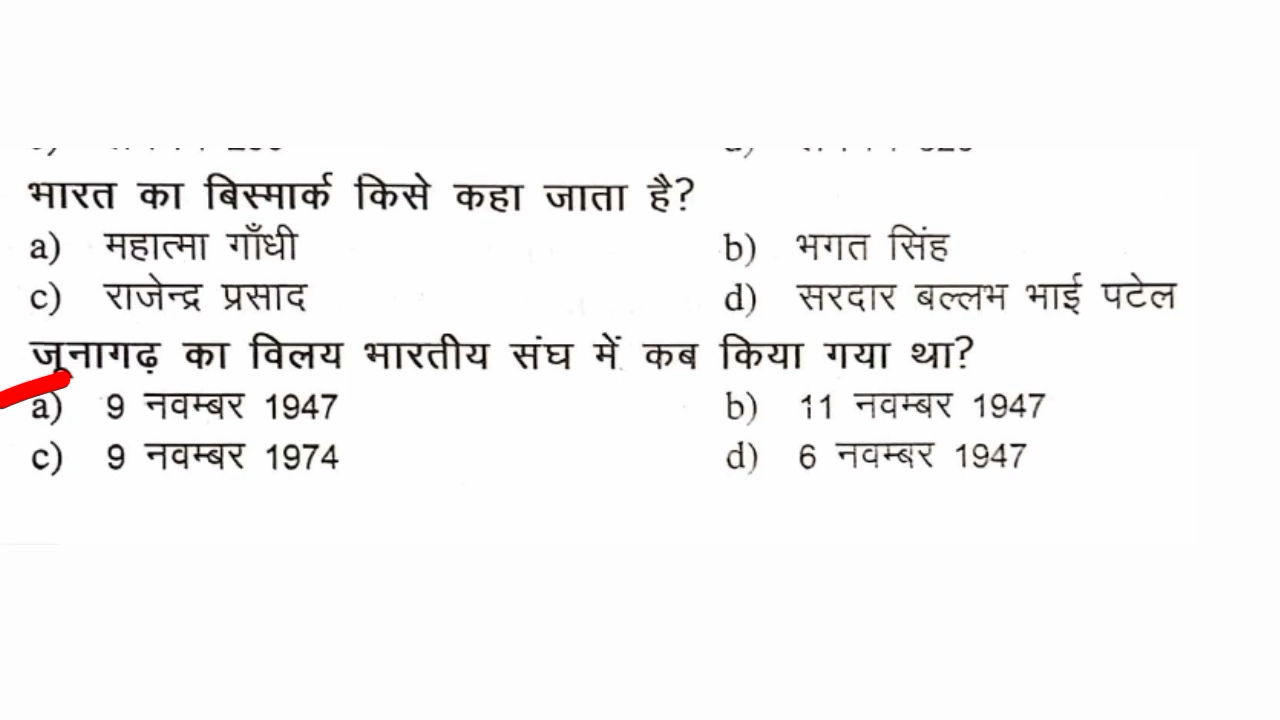 भारत का बिस्मार्क किसे कहा जाता है?
a) महात्मा गाँधी b) भगत सिंह
c) राजेन्द्र प्रसाद d) सरदार बल्लभ भाई पटेल
जूनागढ़ का विलय भारतीय संघ में कब किया गया था?
a) 9 नवम्बर 1947 b) 11 नवम्बर 1947
c) 9 नवम्बर 1974 d) 6 नवम्बर 1947